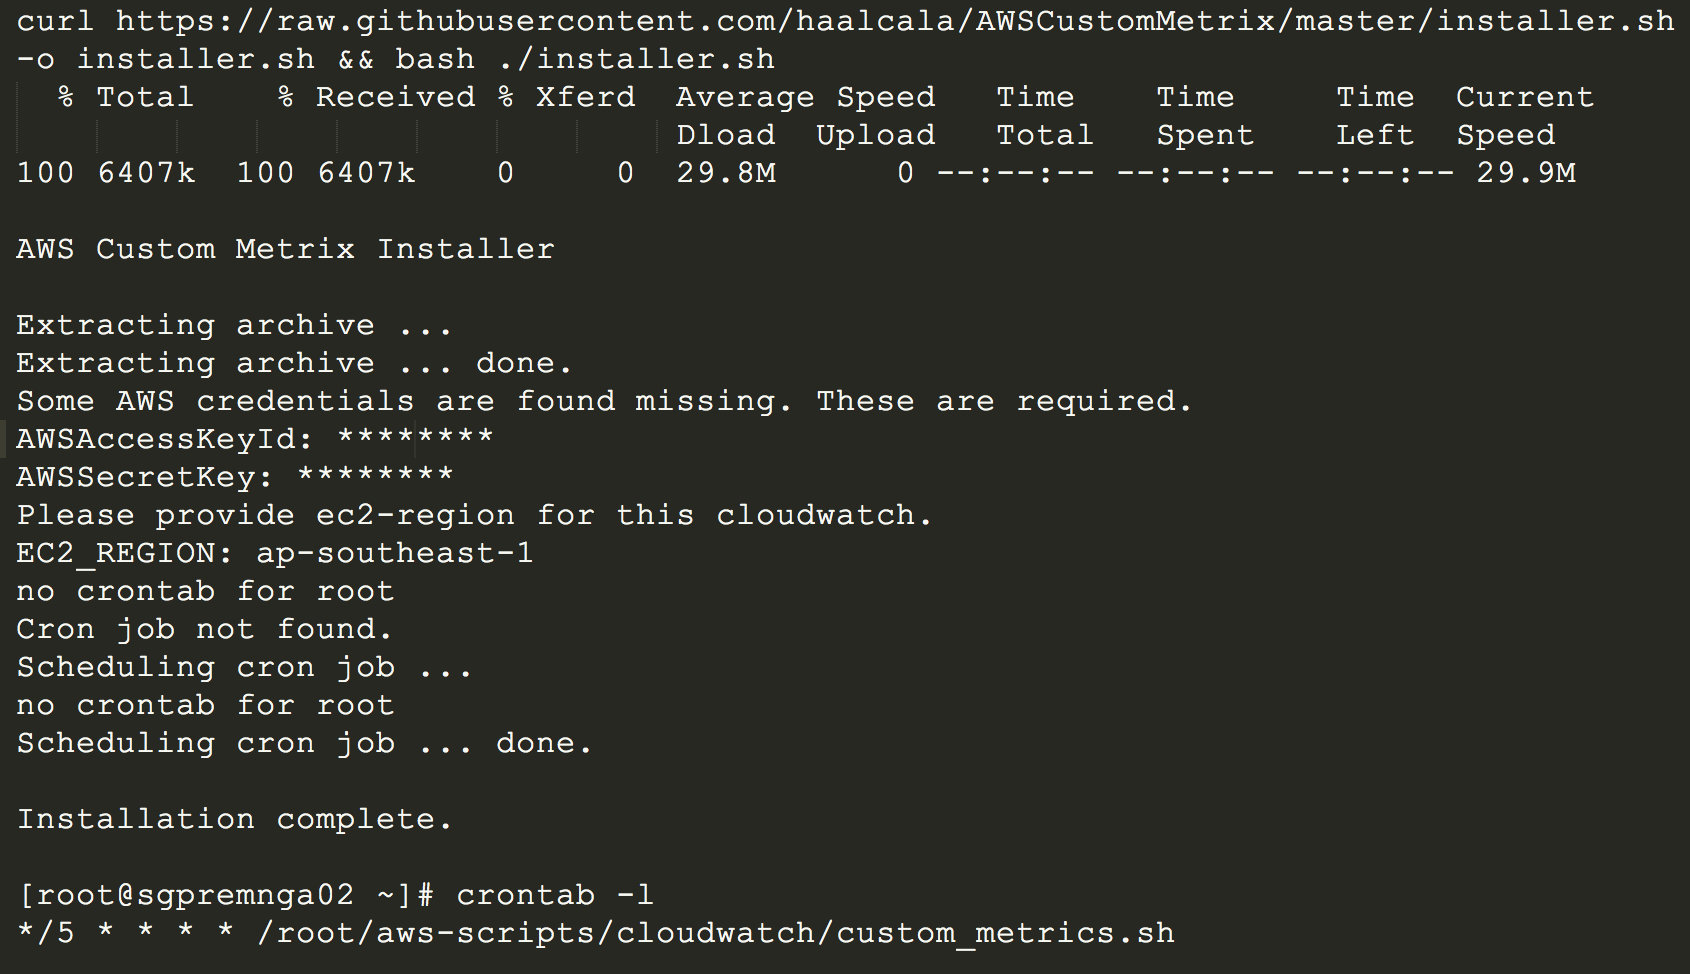 curl https://raw.githubusercontent.com/haalcala/AWSCustomMetrix/master/installer.sh
-o installer.sh && bash ./installer.sh
  % Total    % Received % Xferd  Average Speed   Time    Time     Time  Current
                                 Dload  Upload   Total   Spent    Left  Speed
100 6407k  100 6407k    0     0  29.8M      0 --:--:-- --:--:-- --:--:-- 29.9M

AWS Custom Metrix Installer

Extracting archive ...
Extracting archive ... done.
Some AWS credentials are found missing. These are required.
AWSAccessKeyId: ********
AWSSecretKey: ********
Please provide ec2-region for this cloudwatch.
EC2_REGION: ap-southeast-1
no crontab for root
Cron job not found.
Scheduling cron job ...
no crontab for root
Scheduling cron job ... done.

Installation complete.

[root@sgpremnga02 ~]# crontab -l
*/5 * * * * /root/aws-scripts/cloudwatch/custom_metrics.sh